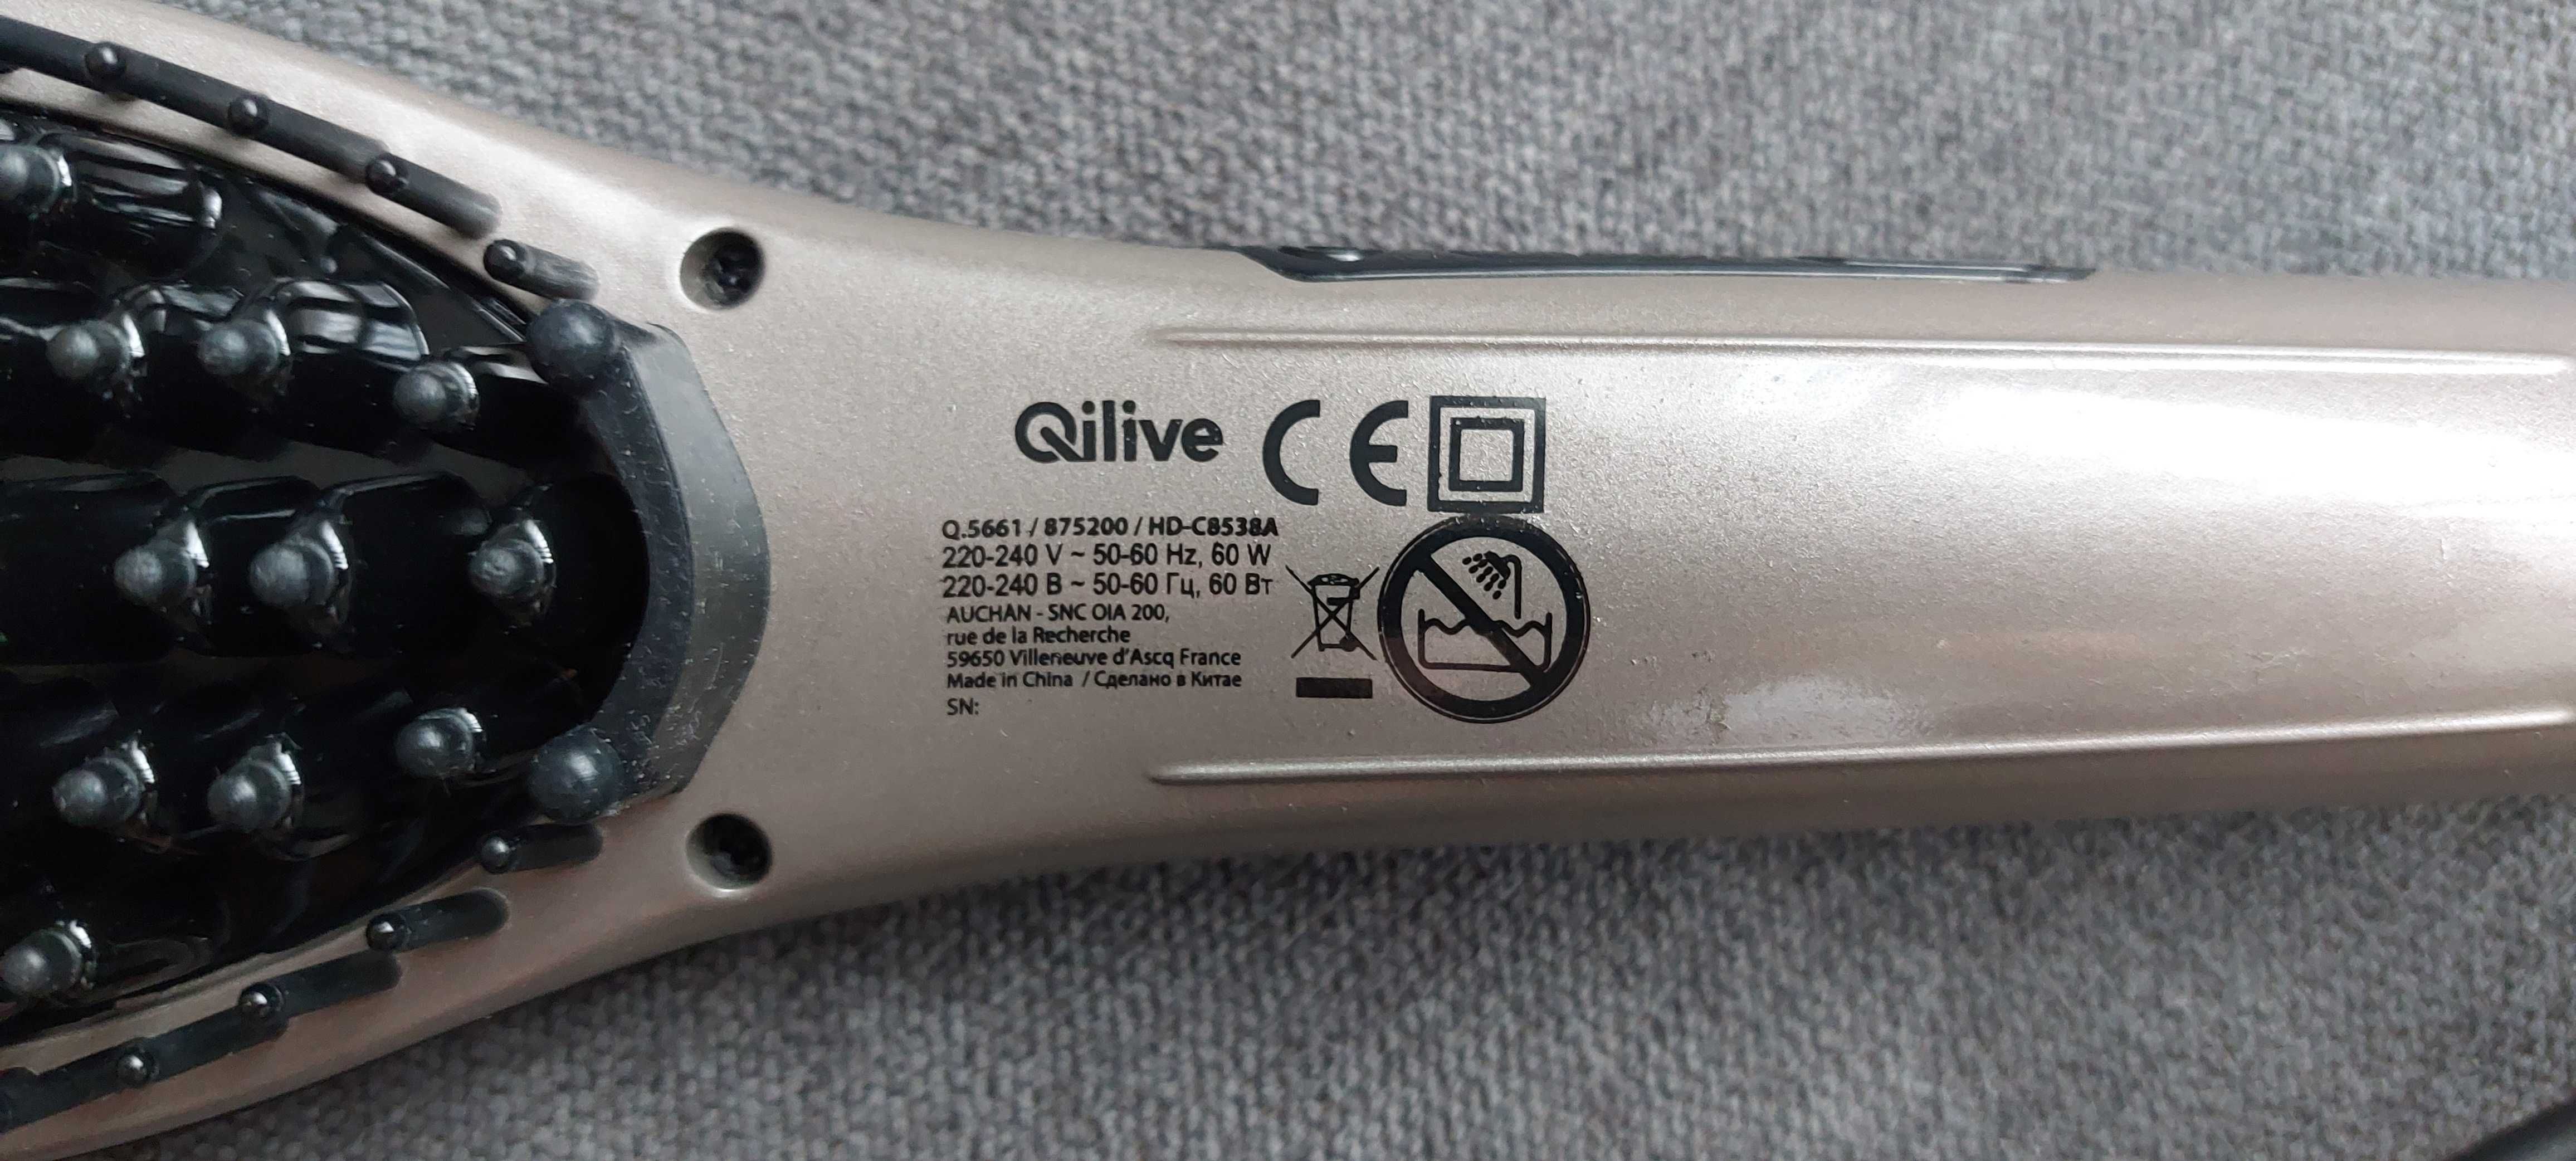 Qilive CE
Q.5661 / 875200 / HD-C8538A
220-240 V ~ 50-60 Hz, 60 W
220-240 В ~ 50-60 Гц, 60 Вт
AUCHAN - SNC OIA 200,
rue de la Recherche
59650 Villeneuve d'Ascq France
Made in China / Сделано в Китае
SN: